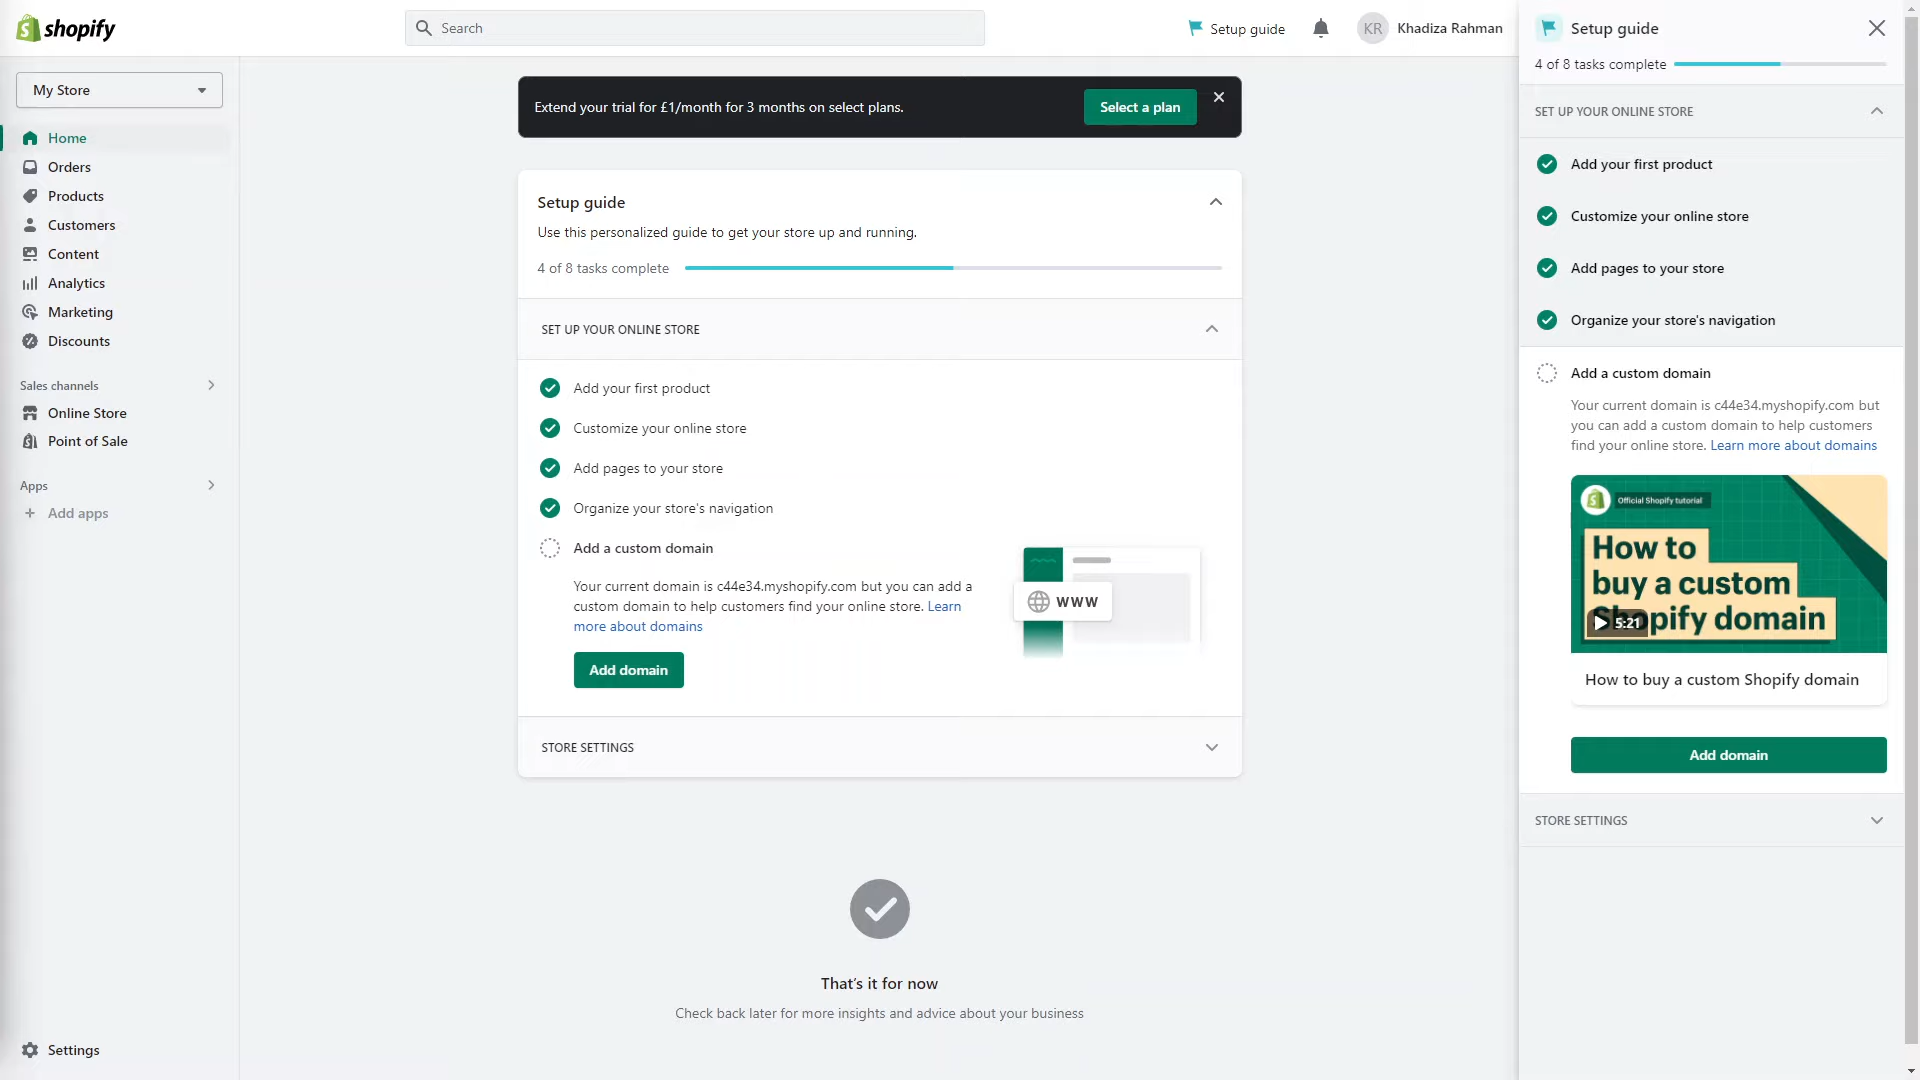 shopify
Search
Setup guide
KR
Khadiza Rahman
My Store
Home
Orders
Products
Customers
Content
Analytics
Marketing
Discounts
Sales channels
Online Store
Point of Sale
Apps
Add apps
Settings
Extend your trial for £1/month for 3 months on select plans.
Select a plan
Setup guide
Use this personalized guide to get your store up and running.
4 of 8 tasks complete
SET UP YOUR ONLINE STORE
Add your first product
Customize your online store
Add pages to your store
Organize your store's navigation
Add a custom domain
Your current domain is c44e34.myshopify.com but you can add a
custom domain to help customers find your online store. Learn
more about domains
Add domain
WWW
STORE SETTINGS
That's it for now
Check back later for more insights and advice about your business
Setup guide
4 of 8 tasks complete
SET UP YOUR ONLINE STORE
Add your first product
Customize your online store
Add pages to your store
Organize your store's navigation
Add a custom domain
Your current domain is c44e34.myshopify.com but
you can add a custom domain to help customers
find your online store. Learn more about domains
Official Shopify tutorial
How to
buy a custom
Shopify domain
5:21
How to buy a custom Shopify domain
Add domain
STORE SETTINGS